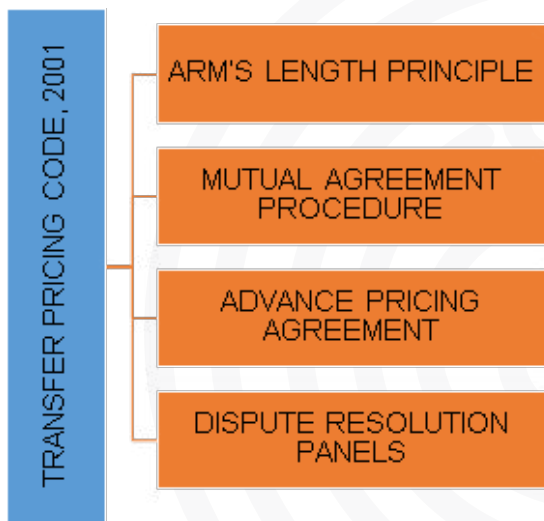 TRANSFER PRICING CODE, 2001
ARM'S LENGTH PRINCIPLE
MUTUAL AGREEMENT
PROCEDURE
ADVANCE PRICING
AGREEMENT
DISPUTE RESOLUTION
PANELS